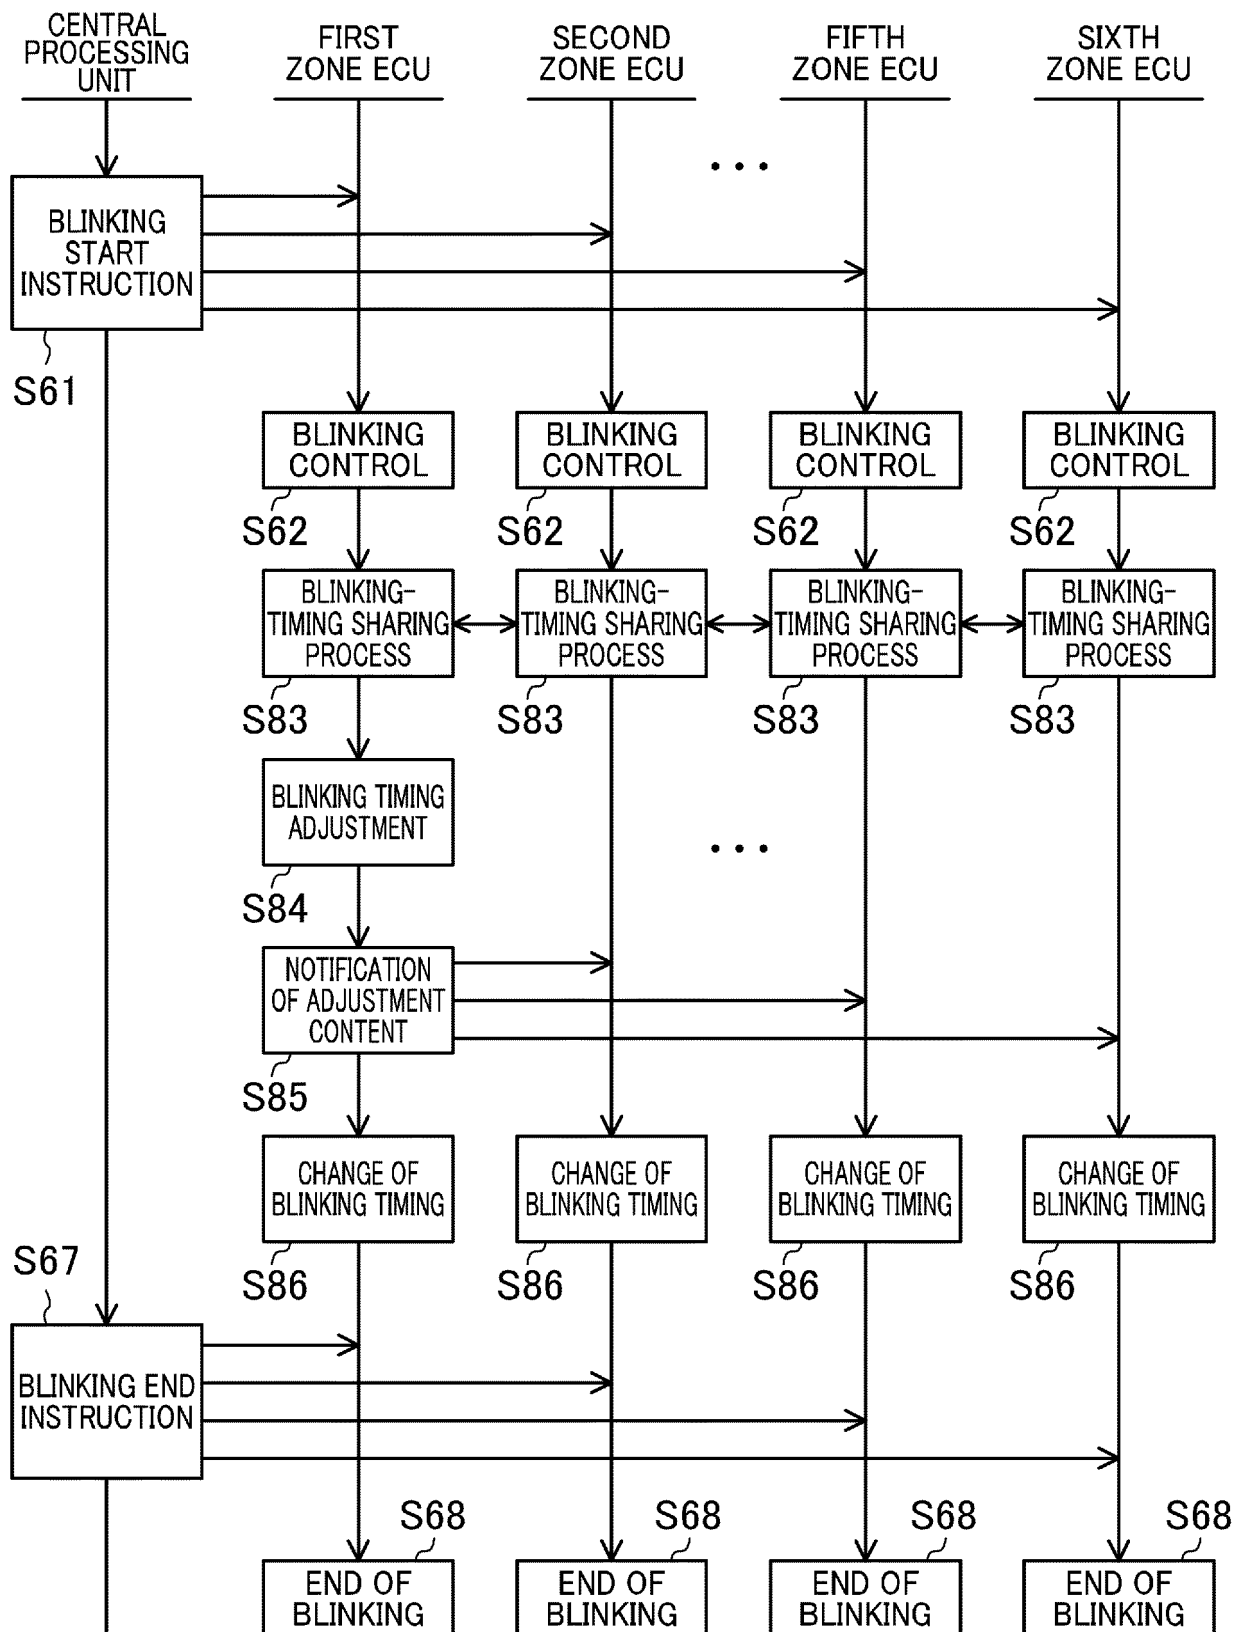 CENTRAL
PROCESSING
UNIT
FIRST
ZONE ECU
SECOND
ZONE ECU
FIFTH
ZONE ECU
SIXTH
ZONE ECU
BLINKING
START
INSTRUCTION
S61
BLINKING
CONTROL
S62
BLINKING
CONTROL
S62
BLINKING
CONTROL
S62
BLINKING
CONTROL
S62
BLINKING-
TIMING SHARING
PROCESS
S83
BLINKING-
TIMING SHARING
PROCESS
S83
BLINKING-
TIMING SHARING
PROCESS
S83
BLINKING-
TIMING SHARING
PROCESS
S83
BLINKING TIMING
ADJUSTMENT
S84
NOTIFICATION
OF ADJUSTMENT
CONTENT
S85
CHANGE OF
BLINKING TIMING
S86
CHANGE OF
BLINKING TIMING
S86
CHANGE OF
BLINKING TIMING
S86
CHANGE OF
BLINKING TIMING
S86
S67
BLINKING END
INSTRUCTION
S68
END OF
BLINKING
S68
END OF
BLINKING
S68
END OF
BLINKING
S68
END OF
BLINKING